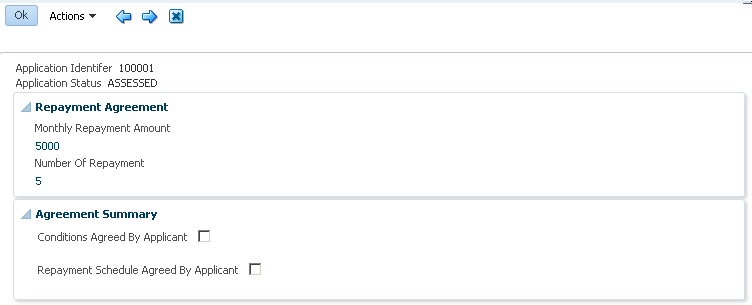 Ok Actions
Application Identifer 100001
Application Status ASSESSED
Repayment Agreement
Monthly Repayment Amount
5000
Number Of Repayment
5
Agreement Summary
Conditions Agreed By Applicant
Repayment Schedule Agreed By Applicant